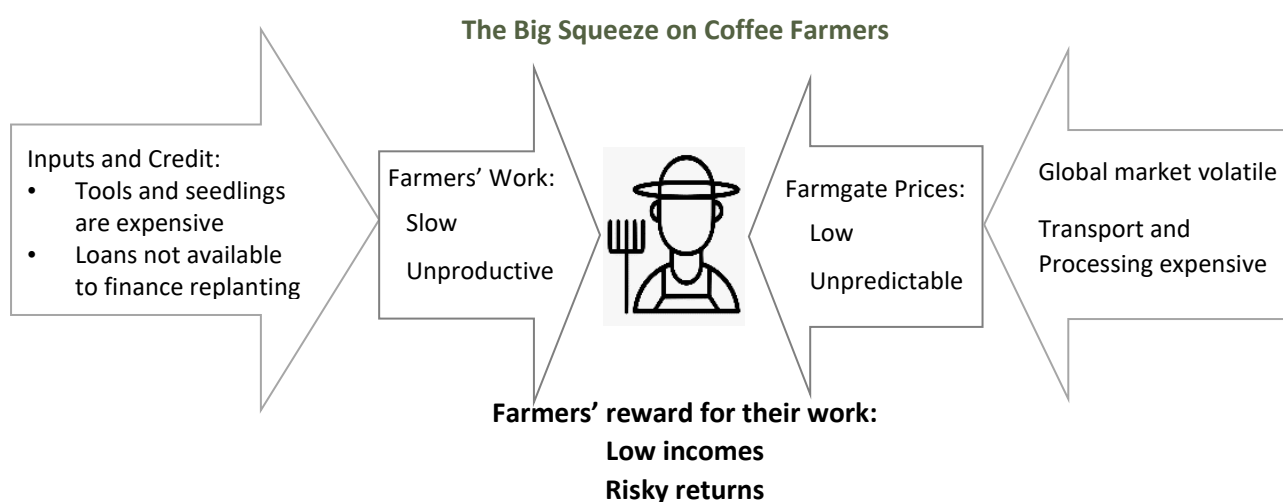 The Big Squeeze on Coffee Farmers
Inputs and Credit:
• Tools and seedlings
are expensive
• Loans not available
to finance replanting
Farmers’ Work:
Slow
Unproductive
Farmgate Prices:
Low
Unpredictable
Global market volatile
Transport and
Processing expensive
Farmers’ reward for their work:
Low incomes
Risky returns